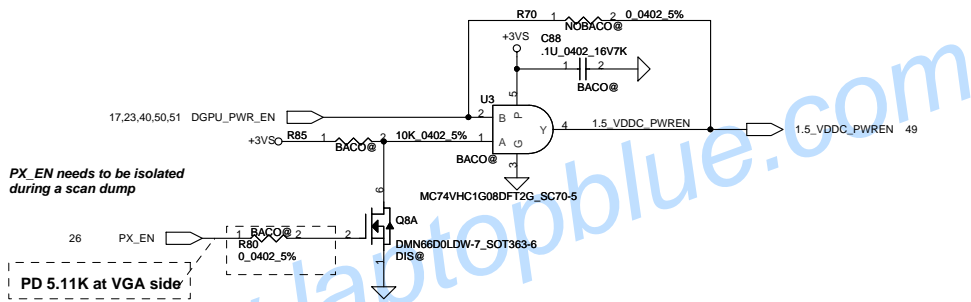 R70 1 2 0_0402_5%
NOBACO@
+3VS
C88
.1U_0402_16V7K
1 2
BACO@
U3
5
17,23,40,50,51 DGPU_PWR_EN
2 B P
Y 4 1.5_VDDC_PWREN
1.5_VDDC_PWREN 49
+3VS R85 1 2 10K_0402_5%
BACO@
1 A G
BACO@
3
MC74VHC1G08DFT2G_SC70-5
PX_EN needs to be isolated
during a scan dump
6
Q8A
26 PX_EN
1 BACO@ 2 2
R80
0_0402_5%
DMN66D0LDW-7_SOT363-6
DIS@
1
PD 5.11K at VGA side
laptopblue.com